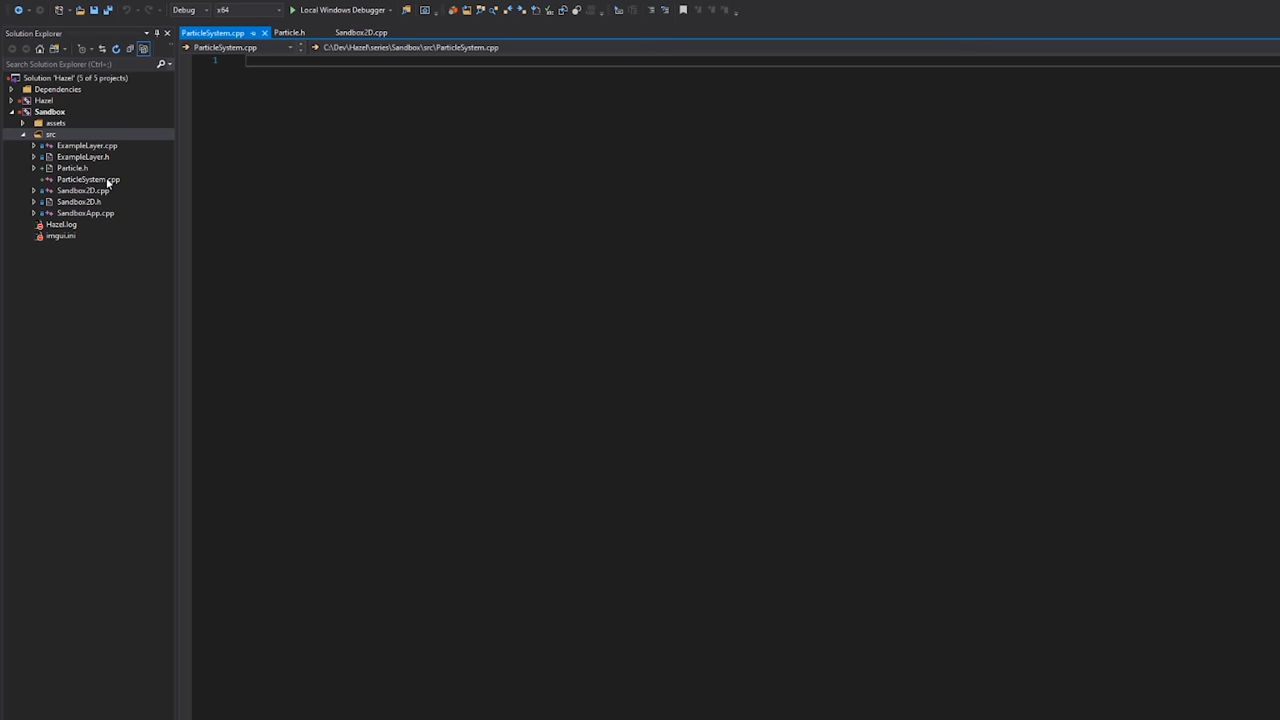 Debug x64 Local Windows Debugger
Solution Explorer
ParticleSystem.cpp Particle.h Sandbox2D.cpp
ParticleSystem.cpp C:\Dev\Hazel\series\Sandbox\src\ParticleSystem.cpp
Search Solution Explorer (Ctrl+;)
1
Solution 'Hazel' (5 of 5 projects)
Dependencies
Hazel
Sandbox
assets
src
ExampleLayer.cpp
ExampleLayer.h
Particle.h
ParticleSystem.cpp
Sandbox2D.cpp
Sandbox2D.h
SandboxApp.cpp
Hazel.log
imgui.ini